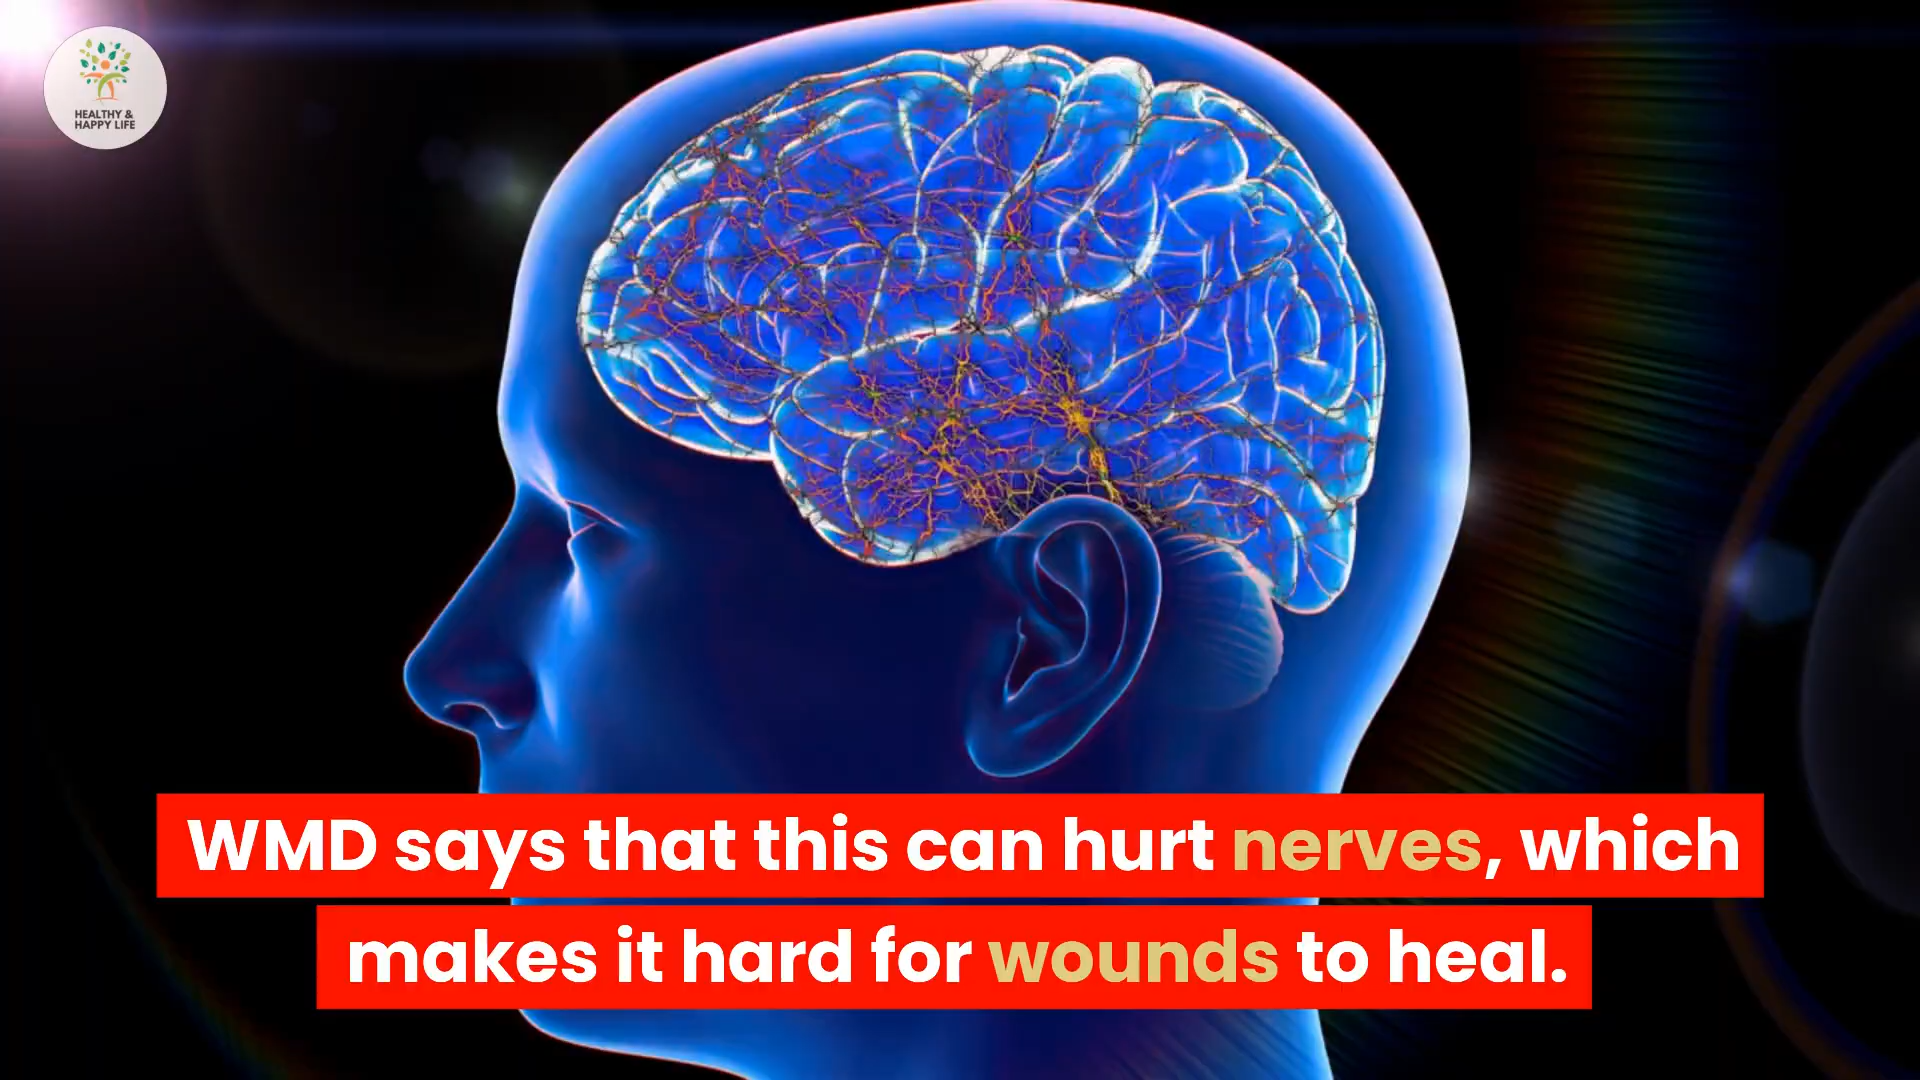 HEALTHY &
HAPPY LIFE
WMD says that this can hurt nerves, which
makes it hard for wounds to heal.